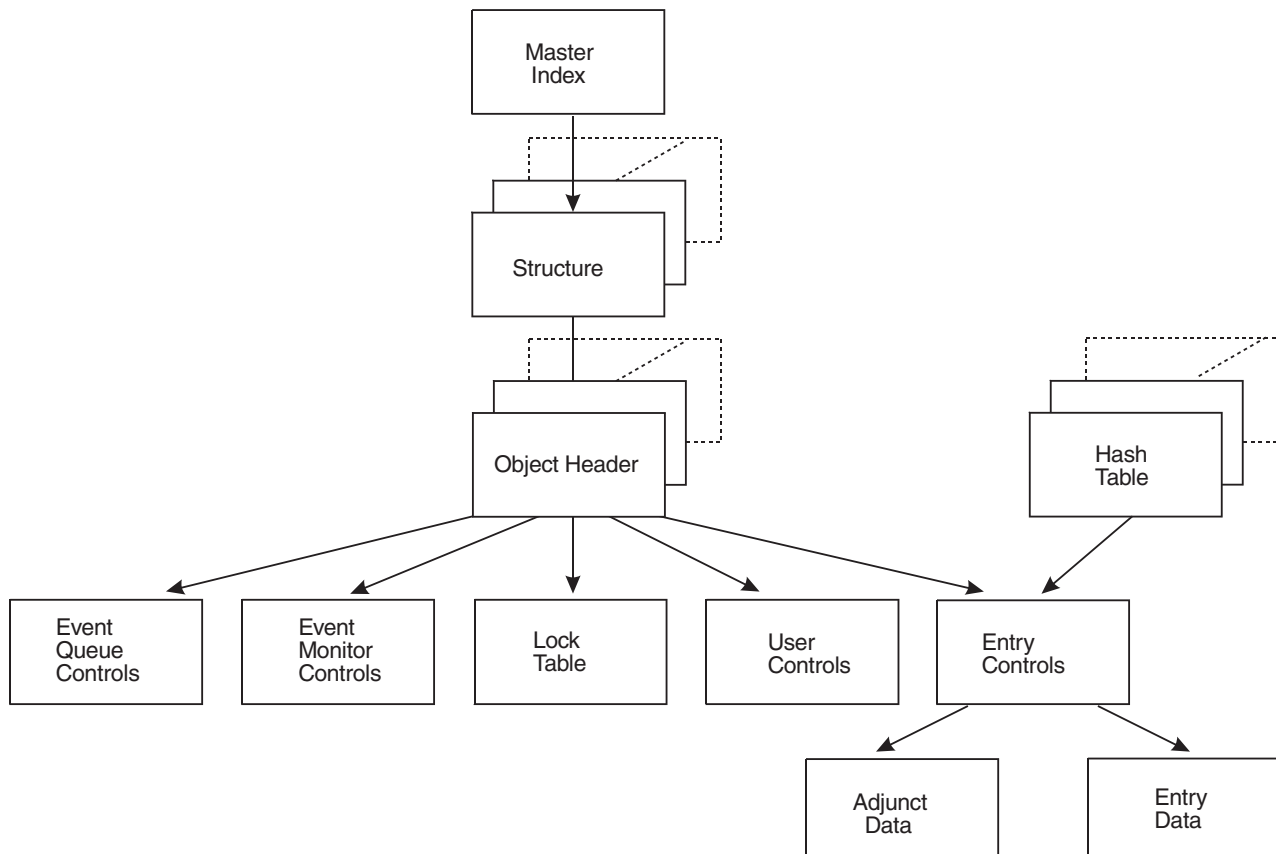 Master
Index
Structure
Object Header
Hash
Table
Event
Queue
Controls
Event
Monitor
Controls
Lock
Table
User
Controls
Entry
Controls
Adjunct
Data
Entry
Data